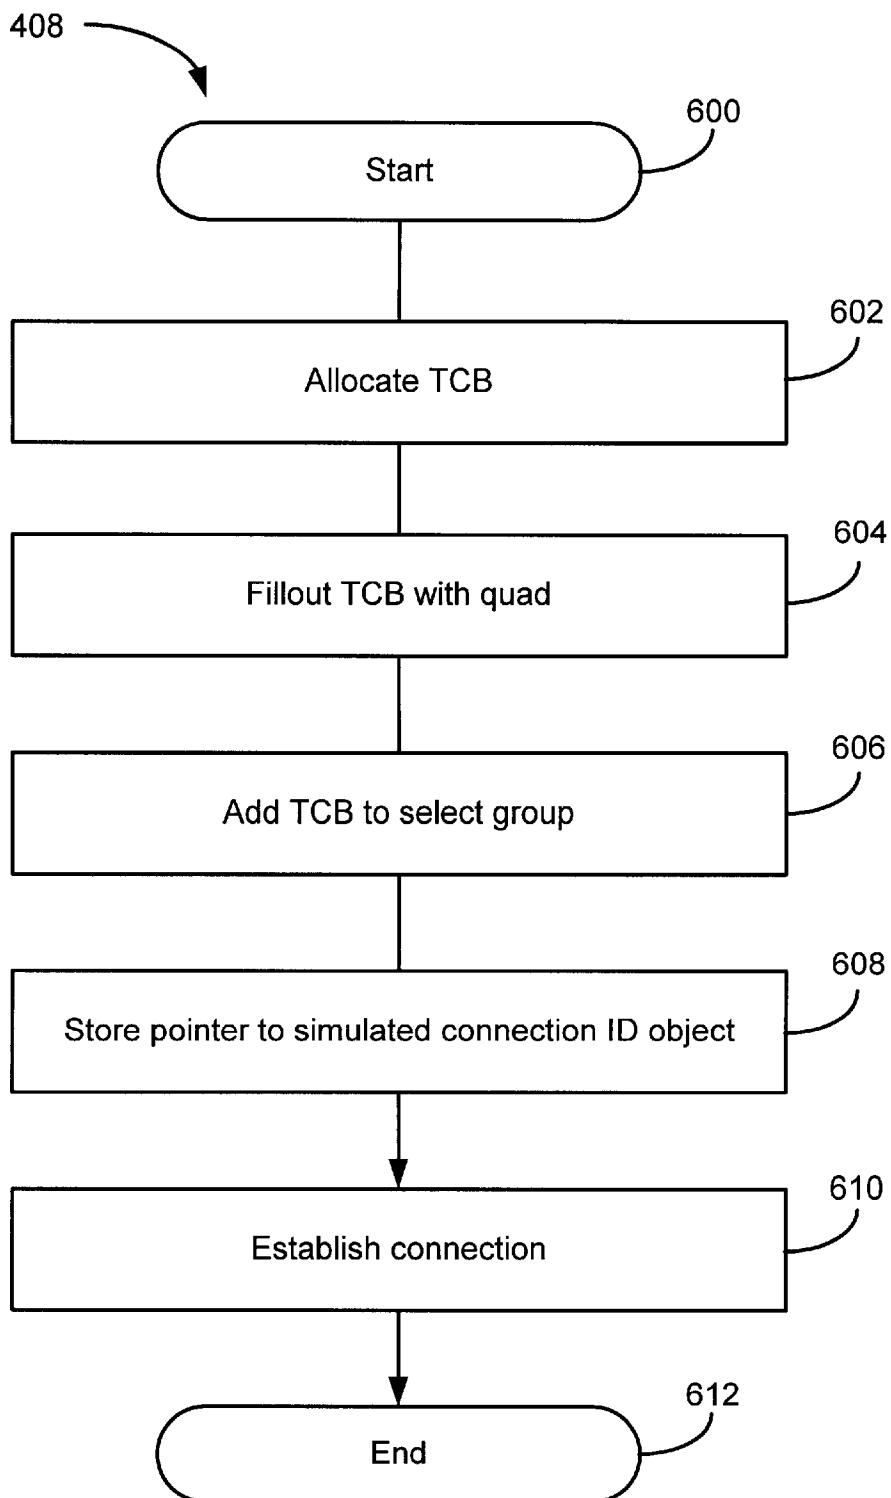 408
600
Start
602
Allocate TCB
604
Fillout TCB with quad
606
Add TCB to select group
608
Store pointer to simulated connection ID object
610
Establish connection
612
End